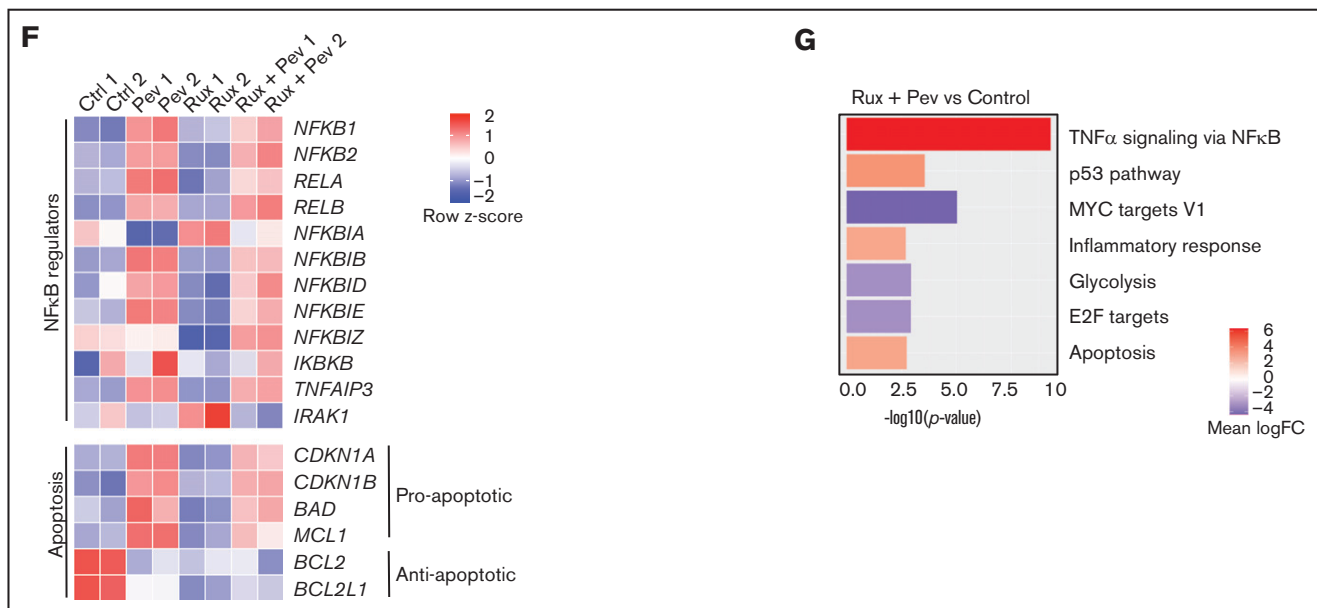 F
Ctrl 1
Ctrl 2
Pev 1
Pev 2
Rux 1
Rux 2
Rux + Pev 1
Rux + Pev 2
NFκB regulators
NFKB1
NFKB2
RELA
RELB
NFKBIA
NFKBIB
NFKBID
NFKBIE
NFKBIZ
IKBKB
TNFAIP3
IRAK1
2
1
0
−1
−2
Row z-score
Apoptosis
CDKN1A
CDKN1B
BAD
MCL1
BCL2
BCL2L1
Pro-apoptotic
Anti-apoptotic
G
Rux + Pev vs Control
TNFα signaling via NFκB
p53 pathway
MYC targets V1
Inflammatory response
Glycolysis
E2F targets
Apoptosis
0.0 2.5 5.0 10
-log10(p-value)
6
4
2
0
−2
−4
Mean logFC